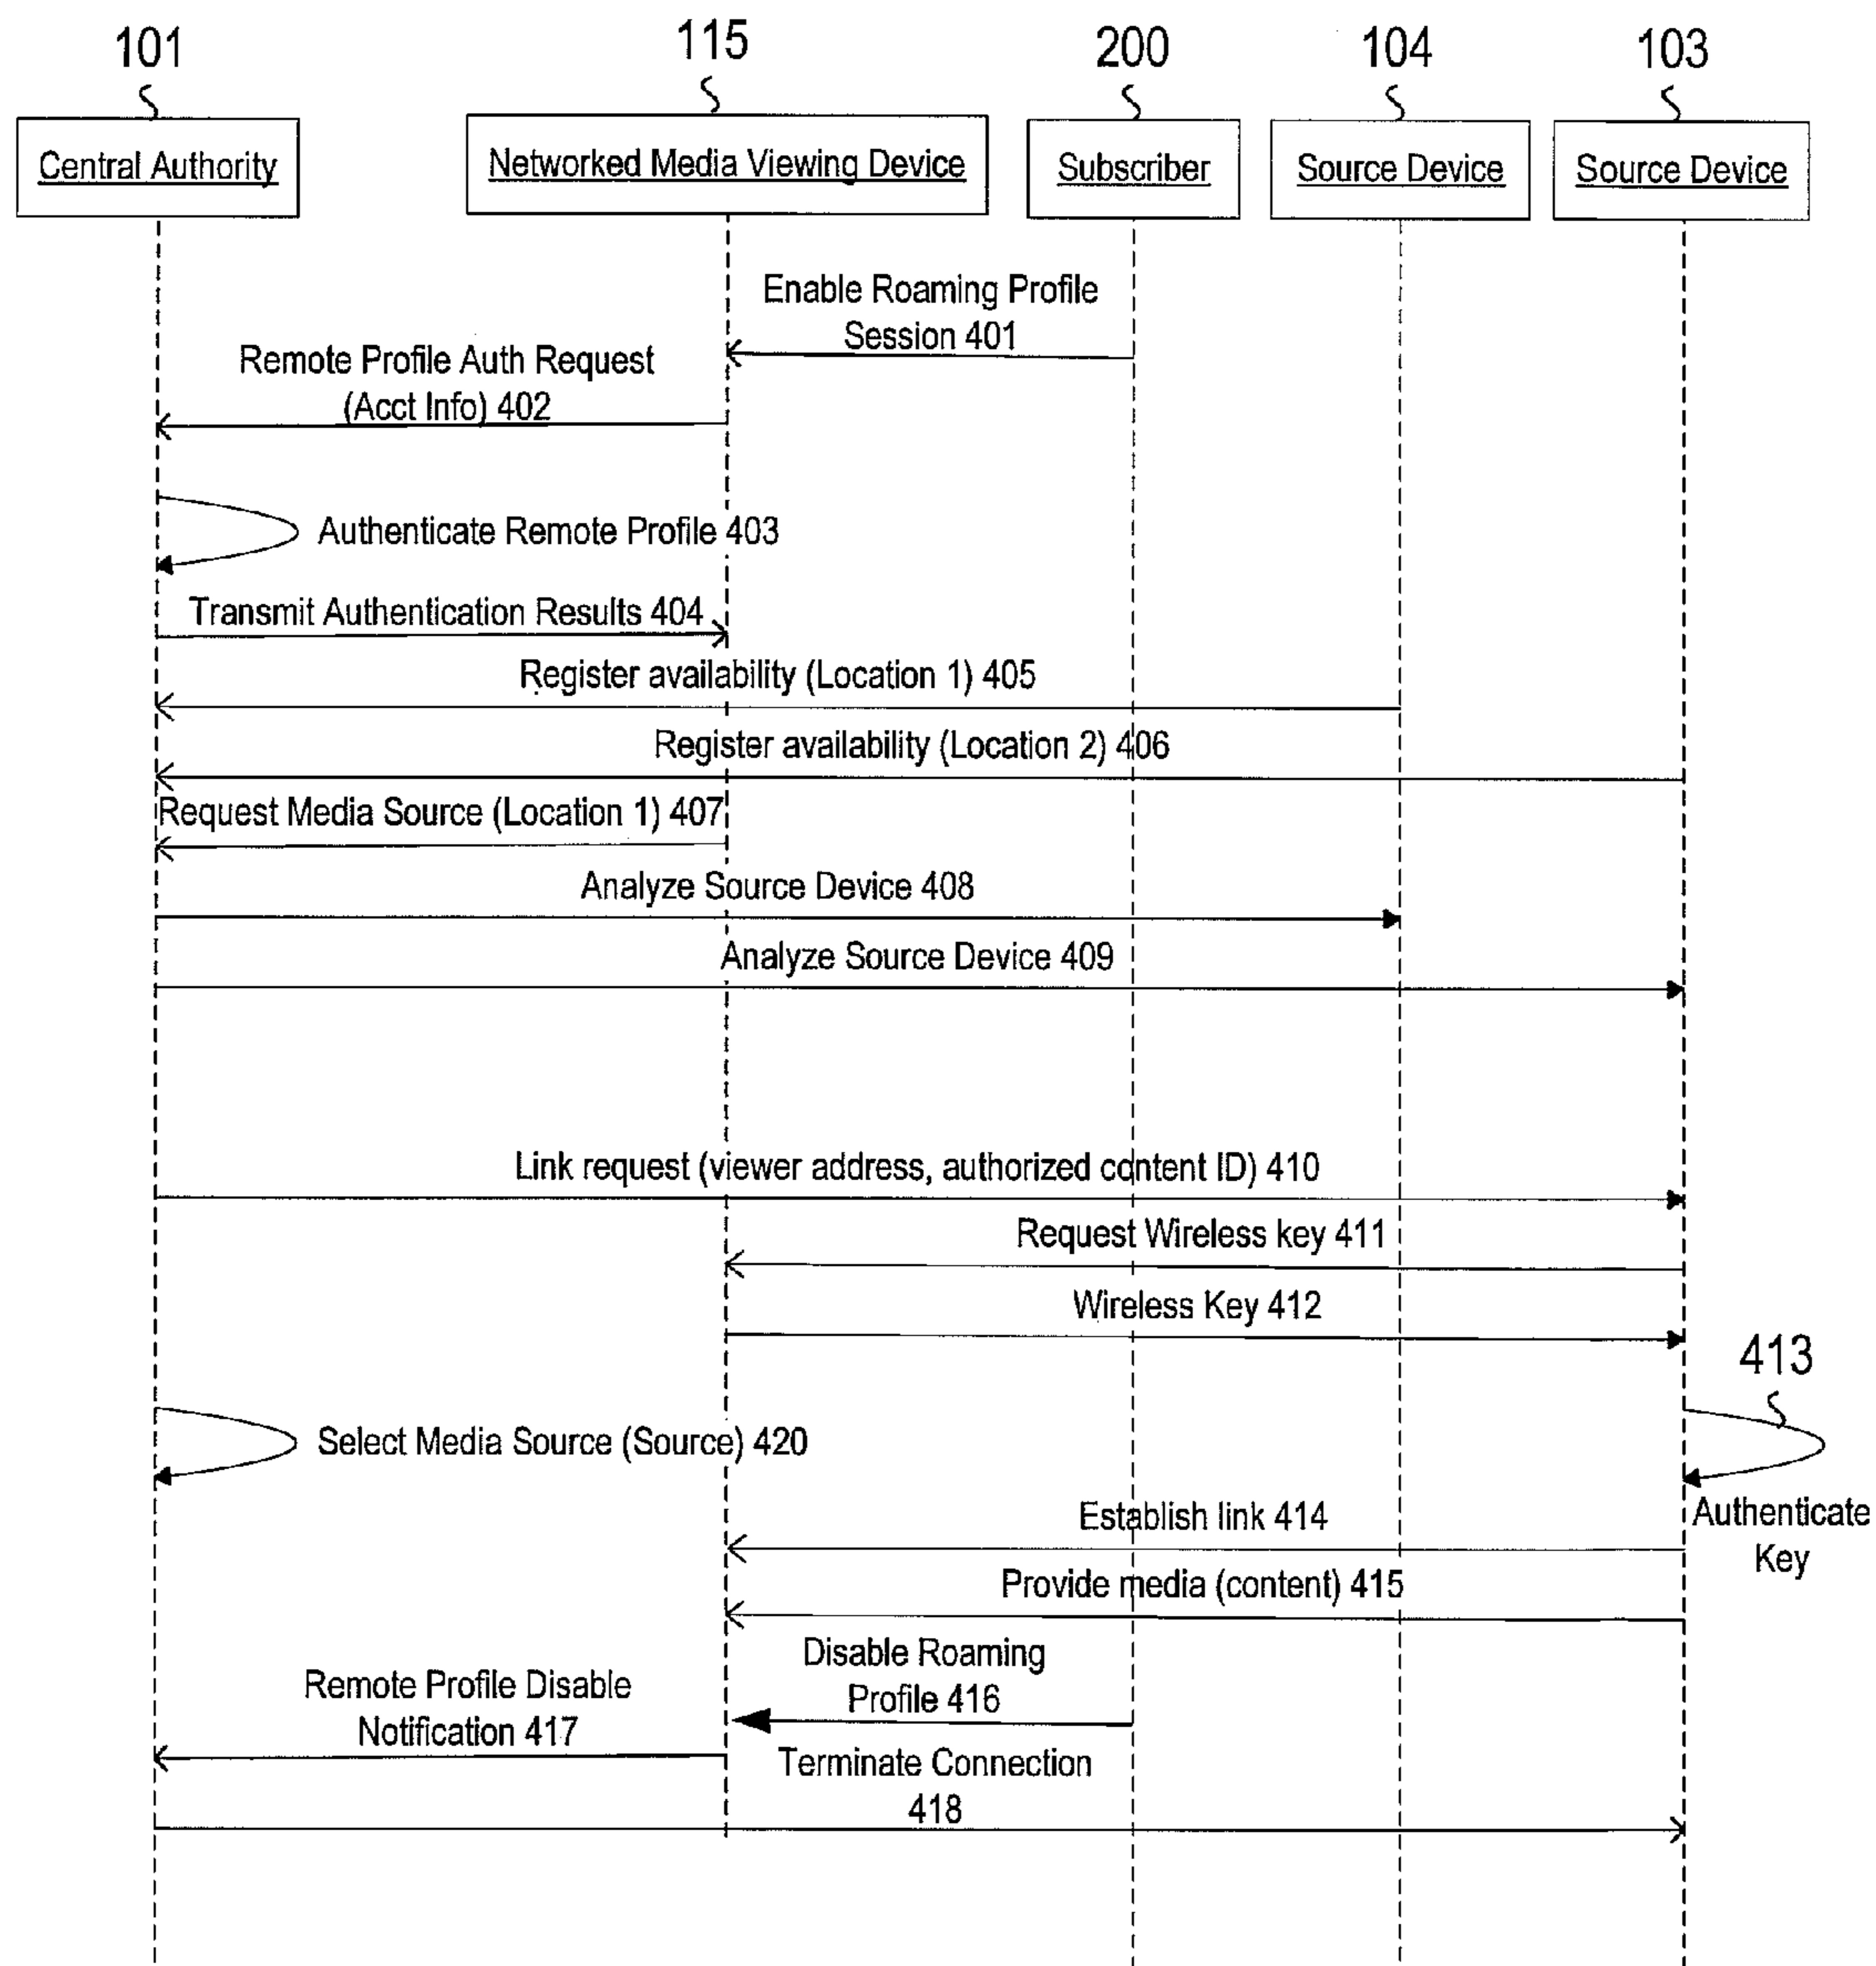 101
115
200
104
103
Central Authority
Networked Media Viewing Device
Subscriber
Source Device
Source Device
Enable Roaming Profile
Session 401
Remote Profile Auth Request
(Acct Info) 402
Authenticate Remote Profile 403
Transmit Authentication Results 404
Register availability (Location 1) 405
Register availability (Location 2) 406
Request Media Source (Location 1) 407
Analyze Source Device 408
Analyze Source Device 409
Link request (viewer address, authorized content ID) 410
Request Wireless key 411
Wireless Key 412
413
Select Media Source (Source) 420
Authenticate
Key
Establish link 414
Provide media (content) 415
Disable Roaming
Profile 416
Remote Profile Disable
Notification 417
Terminate Connection
418